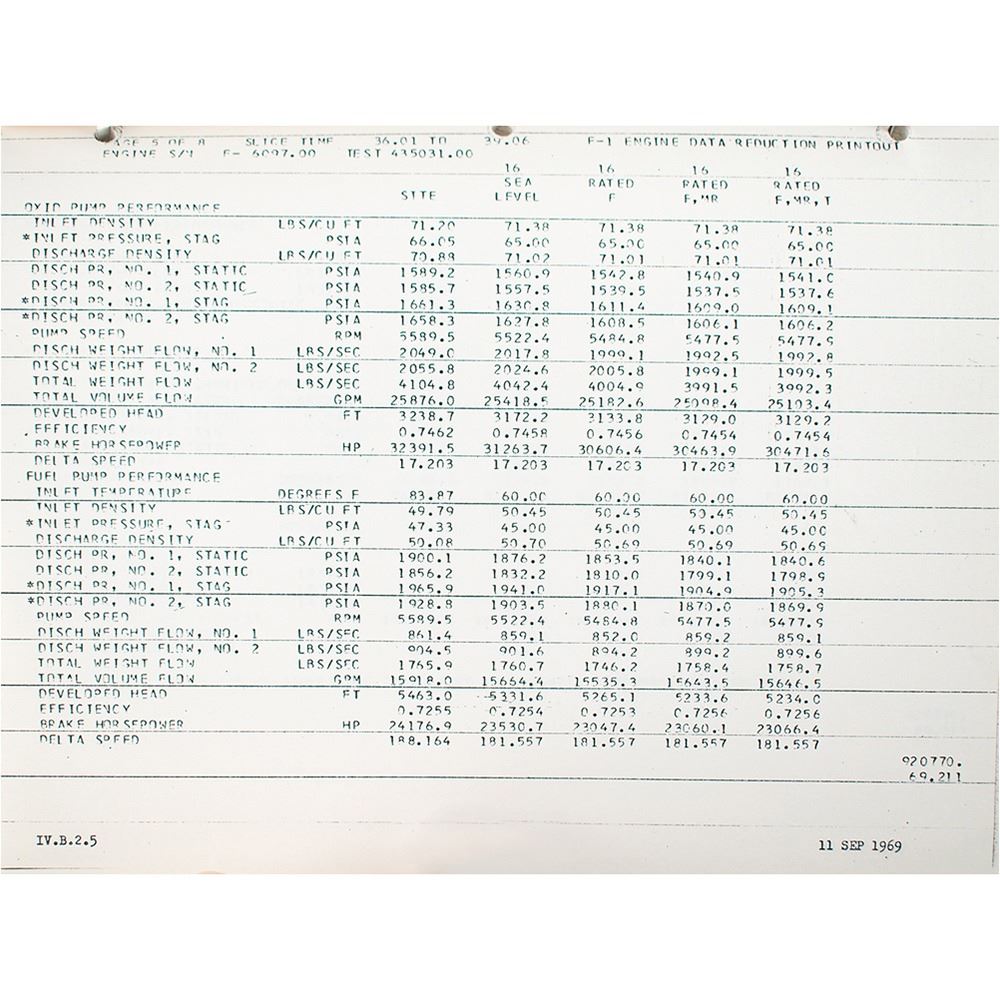 PAGE 5 OF 8 SLICE TIME 36.01 TO 39.06 F-1 ENGINE DATA REDUCTION PRINTOUT
ENGINE S/N F- 6097.00 TEST 435031.00
16 16 16 16
SEA RATED RATED RATED
SITE LEVEL F F,MR F,MR,T
OXID PUMP PERFORMANCE
INLET DENSITY LBS/CU FT 71.20 71.38 71.38 71.38 71.38
*INLET PRESSURE, STAG PSIA 66.05 65.00 65.00 65.00 65.00
DISCHARGE DENSITY LBS/CU FT 70.88 71.02 71.01 71.01 71.01
DISCH PR, NO. 1, STATIC PSIA 1589.2 1560.9 1542.8 1540.9 1541.0
DISCH PR, NO. 2, STATIC PSIA 1585.7 1557.5 1539.5 1537.5 1537.6
*DISCH PR, NO. 1, STAG PSIA 1661.3 1630.8 1611.4 1609.0 1609.1
*DISCH PR, NO. 2, STAG PSIA 1658.3 1627.8 1608.5 1606.1 1606.2
PUMP SPEED RPM 5589.5 5522.4 5484.8 5477.5 5477.9
DISCH WEIGHT FLOW, NO. 1 LBS/SEC 2049.0 2017.8 1999.1 1992.5 1992.8
DISCH WEIGHT FLOW, NO. 2 LBS/SEC 2055.8 2024.6 2005.8 1999.1 1999.5
TOTAL WEIGHT FLOW LBS/SEC 4104.8 4042.4 4004.9 3991.5 3992.3
TOTAL VOLUME FLOW GPM 25876.0 25418.5 25182.6 25098.4 25103.4
DEVELOPED HEAD FT 3238.7 3172.2 3133.8 3129.0 3129.2
EFFICIENCY 0.7462 0.7458 0.7456 0.7454 0.7454
BRAKE HORSEPOWER HP 32391.5 31263.7 30606.4 30463.9 30471.6
DELTA SPEED 17.203 17.203 17.203 17.203 17.203
FUEL PUMP PERFORMANCE
INLET TEMPERATURE DEGREES F 83.87 60.00 60.00 60.00 60.00
INLET DENSITY LBS/CU FT 49.79 50.45 50.45 50.45 50.45
*INLET PRESSURE, STAG PSIA 47.33 45.00 45.00 45.00 45.00
DISCHARGE DENSITY LBS/CU FT 50.08 50.70 50.69 50.69 50.69
DISCH PR, NO. 1, STATIC PSIA 1900.1 1876.2 1853.5 1840.1 1840.6
DISCH PR, NO. 2, STATIC PSIA 1856.2 1832.2 1810.0 1799.1 1798.9
*DISCH PR, NO. 1, STAG PSIA 1965.9 1941.0 1917.1 1904.9 1905.3
*DISCH PR, NO. 2, STAG PSIA 1928.8 1903.5 1880.1 1870.0 1869.9
PUMP SPEED RPM 5589.5 5522.4 5484.8 5477.5 5477.9
DISCH WEIGHT FLOW, NO. 1 LBS/SEC 861.4 859.1 852.0 859.2 859.1
DISCH WEIGHT FLOW, NO. 2 LBS/SEC 904.5 901.6 894.2 899.2 899.6
TOTAL WEIGHT FLOW LBS/SEC 1765.9 1760.7 1746.2 1758.4 1758.7
TOTAL VOLUME FLOW GPM 15918.0 15664.4 15535.3 15643.5 15646.5
DEVELOPED HEAD FT 5463.0 5331.6 5265.1 5233.6 5234.0
EFFICIENCY 0.7255 0.7254 0.7253 0.7256 0.7256
BRAKE HORSEPOWER HP 24176.9 23530.7 23047.4 23060.1 23066.4
DELTA SPEED 188.164 181.557 181.557 181.557 181.557
920770.
69.211
IV.B.2.5 11 SEP 1969